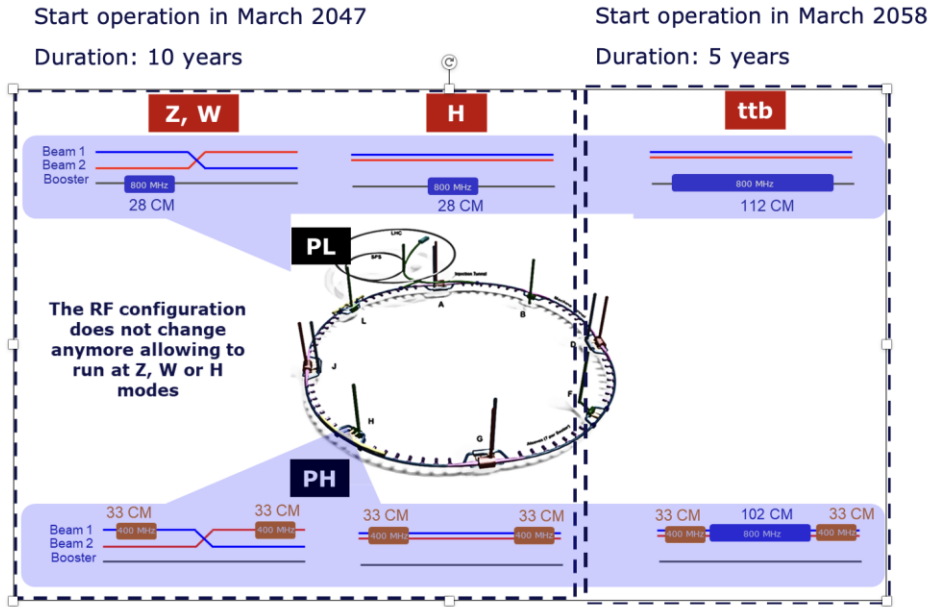 Start operation in March 2047
Duration: 10 years
Start operation in March 2058
Duration: 5 years
Z, W
H
ttb
Beam 1
Beam 2
Booster
800 MHz
28 CM
800 MHz
28 CM
800 MHz
112 CM
PL
LHC
SPS
Injection Tunnel
A
B
L
D
J
F
H
G
The RF configuration
does not change
anymore allowing to
run at Z, W or H
modes
PH
33 CM
33 CM
33 CM
33 CM
33 CM
102 CM
33 CM
Beam 1
Beam 2
Booster
400 MHz
400 MHz
400 MHz
400 MHz
400 MHz
800 MHz
400 MHz